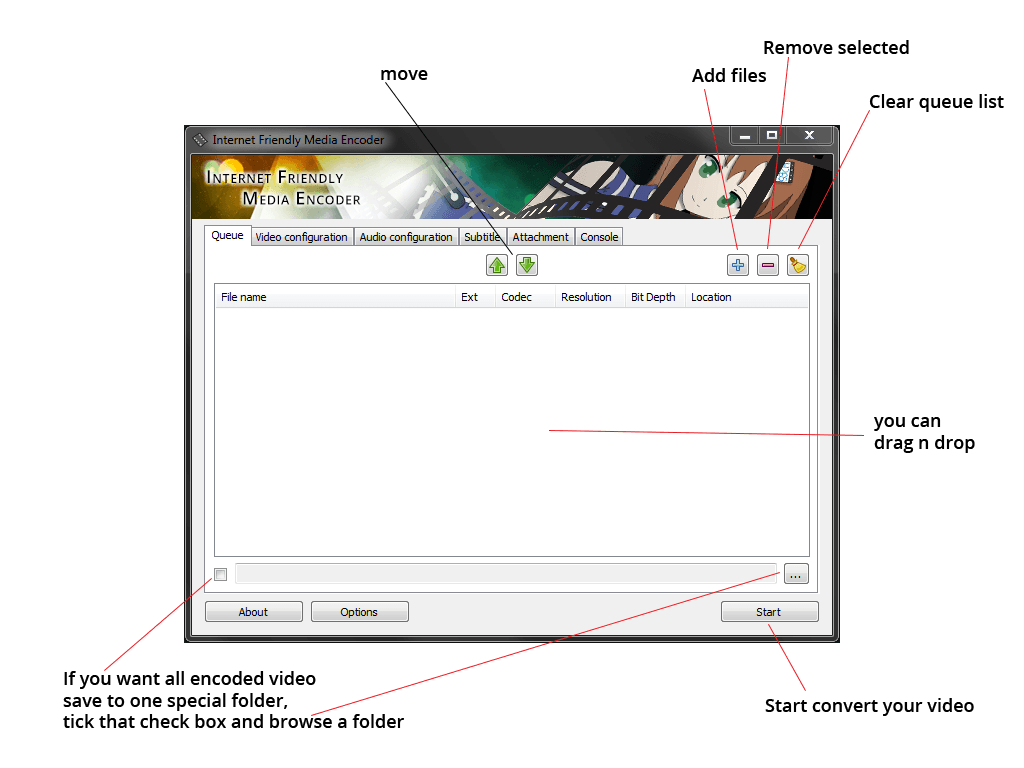 Remove selected
move
Add files
Clear queue list
Internet Friendly Media Encoder
INTERNET FRIENDLY
MEDIA ENCODER
Queue Video configuration Audio configuration Subtitle Attachment Console
File name Ext Codec Resolution Bit Depth Location
you can
drag n drop
...
About Options Start
If you want all encoded video
save to one special folder,
tick that check box and browse a folder
Start convert your video